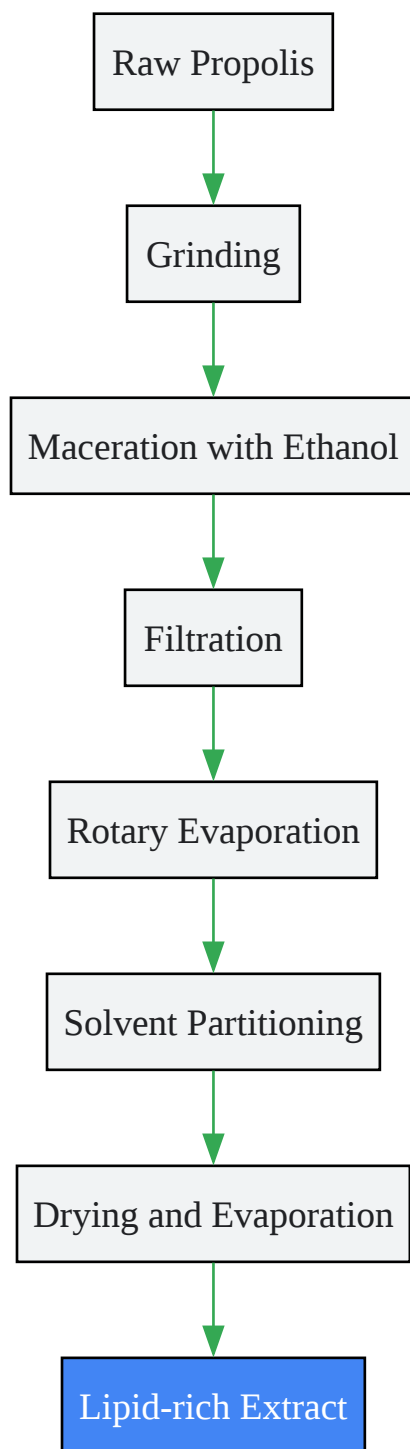 Raw Propolis
Grinding
Maceration with Ethanol
Filtration
Rotary Evaporation
Solvent Partitioning
Drying and Evaporation
Lipid-rich Extract